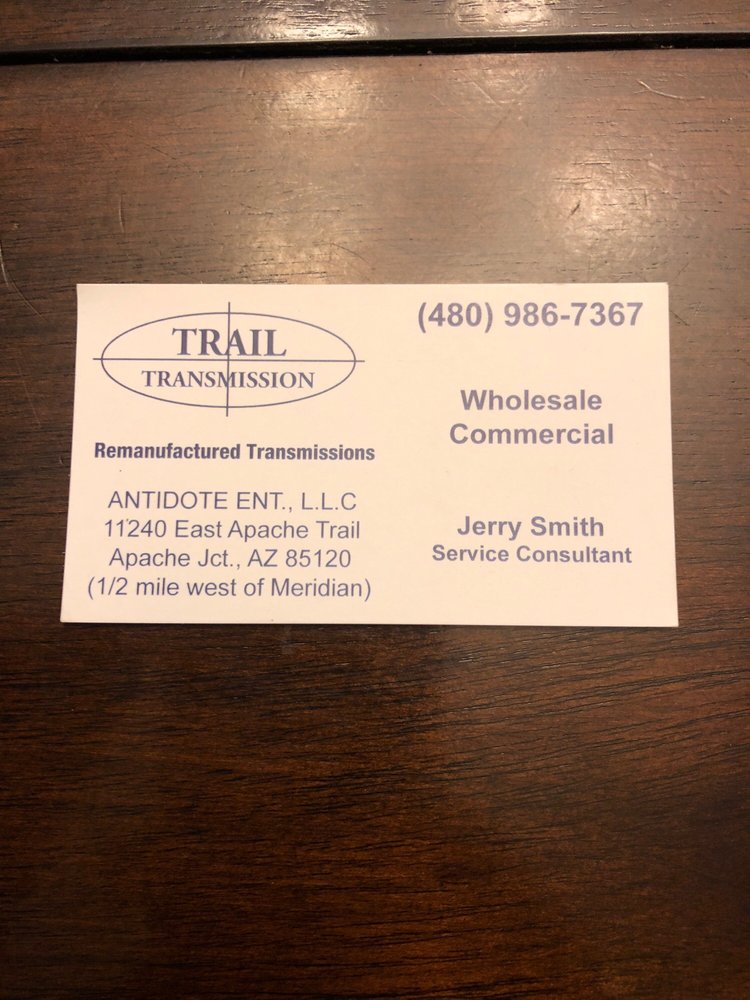 TRAIL
TRANSMISSION
Remanufactured Transmissions
ANTIDOTE ENT., L.L.C
11240 East Apache Trail
Apache Jct., AZ 85120
(1/2 mile west of Meridian)
(480) 986-7367
Wholesale
Commercial
Jerry Smith
Service Consultant